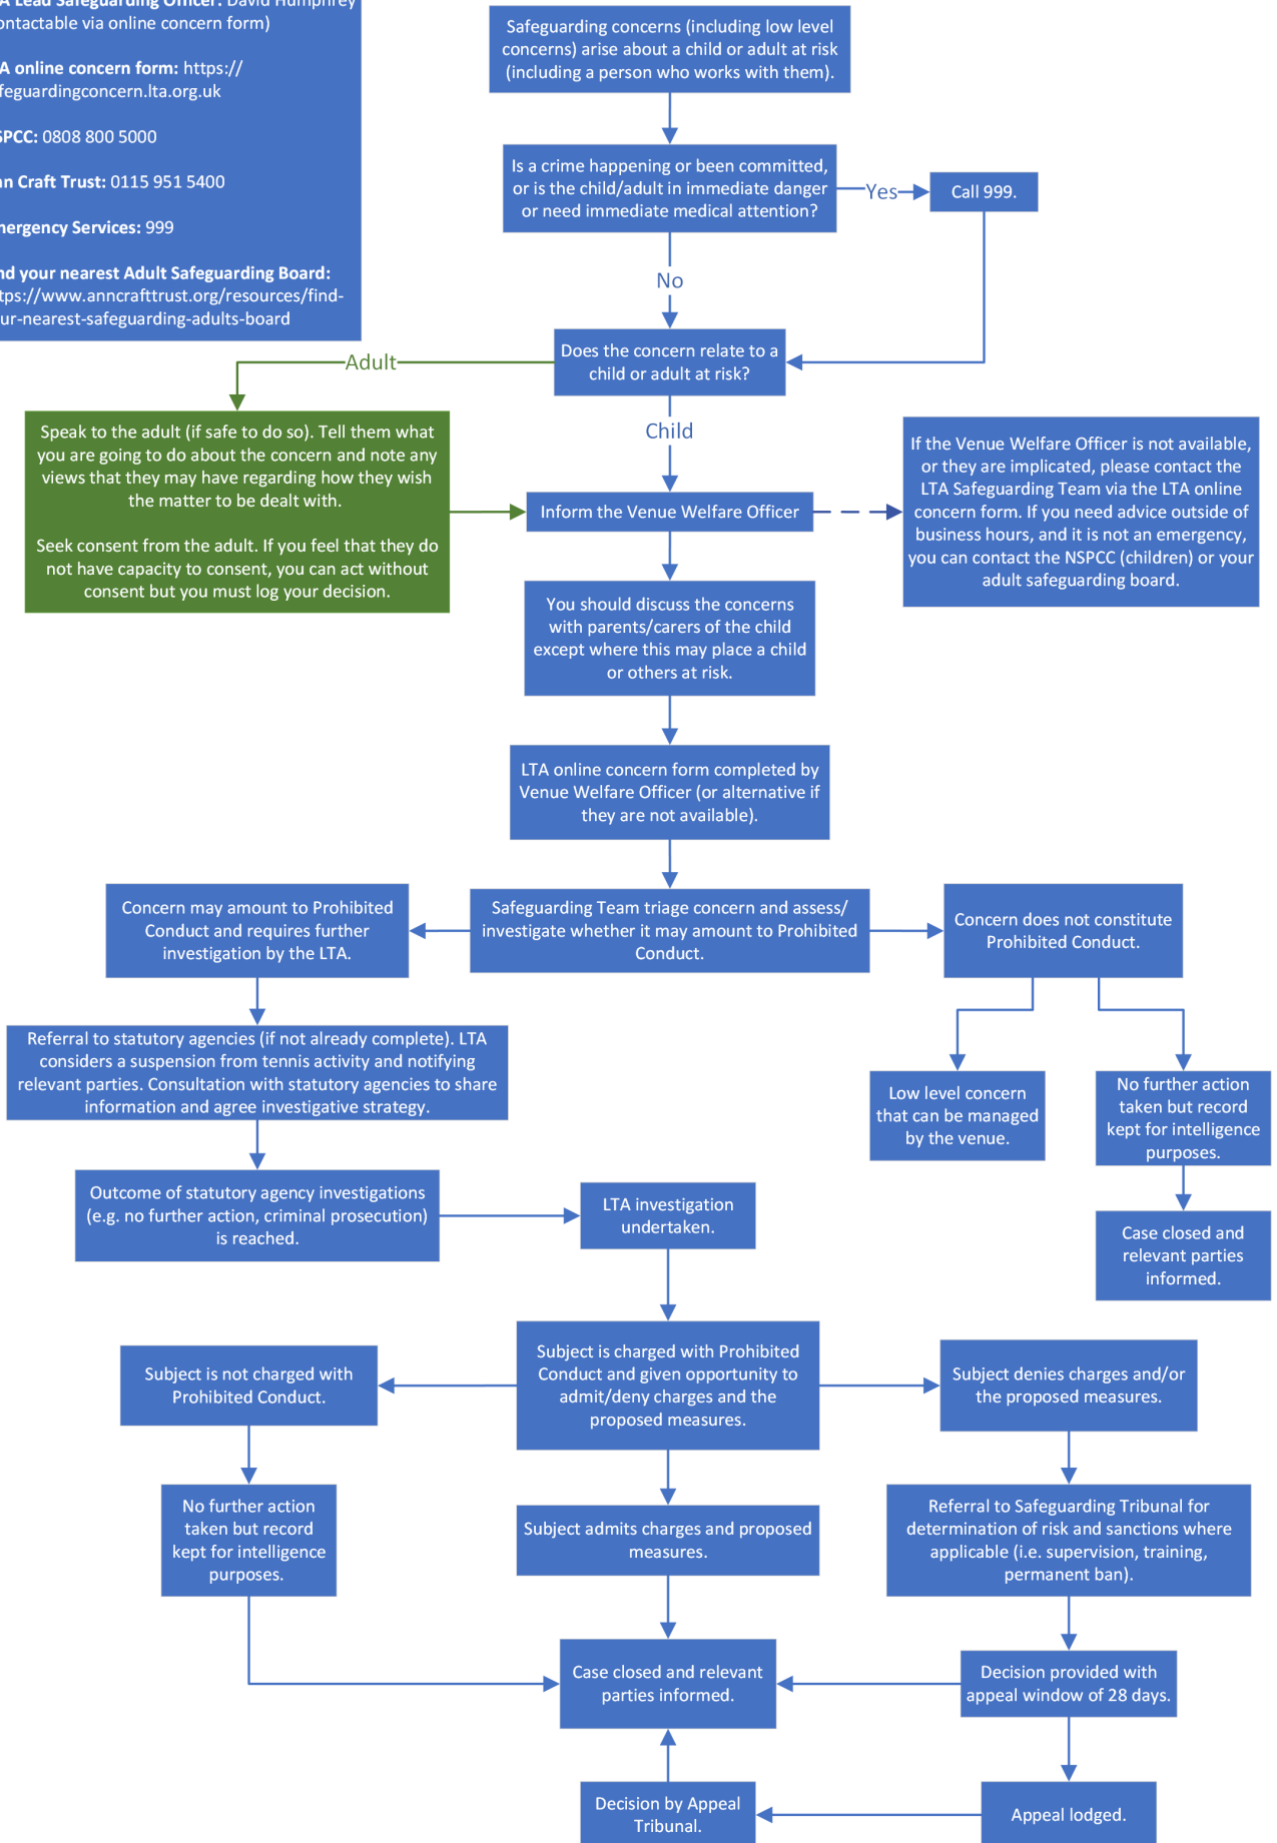 Lead Safeguarding Officer: David Humphrey
contactable via online concern form)
online concern form: https://
safeguardingconcern.lta.org.uk
NSPCC: 0808 800 5000
Ann Craft Trust: 0115 951 5400
Emergency Services: 999
Find your nearest Adult Safeguarding Board:
https://www.anncrafttrust.org/resources/find-
your-nearest-safeguarding-adults-board
Safeguarding concerns (including low level
concerns) arise about a child or adult at risk
(including a person who works with them).
Is a crime happening or been committed,
or is the child/adult in immediate danger
or need immediate medical attention?
Yes
Call 999.
No
Does the concern relate to a
child or adult at risk?
Adult
Speak to the adult (if safe to do so). Tell them what
you are going to do about the concern and note any
views that they may have regarding how they wish
the matter to be dealt with.
Seek consent from the adult. If you feel that they do
not have capacity to consent, you can act without
consent but you must log your decision.
Child
Inform the Venue Welfare Officer
If the Venue Welfare Officer is not available,
or they are implicated, please contact the
LTA Safeguarding Team via the LTA online
concern form. If you need advice outside of
business hours, and it is not an emergency,
you can contact the NSPCC (children) or your
adult safeguarding board.
You should discuss the concerns
with parents/carers of the child
except where this may place a child
or others at risk.
LTA online concern form completed by
Venue Welfare Officer (or alternative if
they are not available).
Safeguarding Team triage concern and assess/
investigate whether it may amount to Prohibited
Conduct.
Concern may amount to Prohibited
Conduct and requires further
investigation by the LTA.
Concern does not constitute
Prohibited Conduct.
Referral to statutory agencies (if not already complete). LTA
considers a suspension from tennis activity and notifying
relevant parties. Consultation with statutory agencies to share
information and agree investigative strategy.
Low level concern
that can be managed
by the venue.
No further action
taken but record
kept for intelligence
purposes.
Outcome of statutory agency investigations
(e.g. no further action, criminal prosecution)
is reached.
LTA investigation
undertaken.
Case closed and
relevant parties
informed.
Subject is not charged with
Prohibited Conduct.
Subject is charged with Prohibited
Conduct and given opportunity to
admit/deny charges and the
proposed measures.
Subject denies charges and/or
the proposed measures.
No further action
taken but record
kept for intelligence
purposes.
Subject admits charges and proposed
measures.
Referral to Safeguarding Tribunal for
determination of risk and sanctions where
applicable (i.e. supervision, training,
permanent ban).
Case closed and relevant
parties informed.
Decision provided with
appeal window of 28 days.
Decision by Appeal
Tribunal.
Appeal lodged.